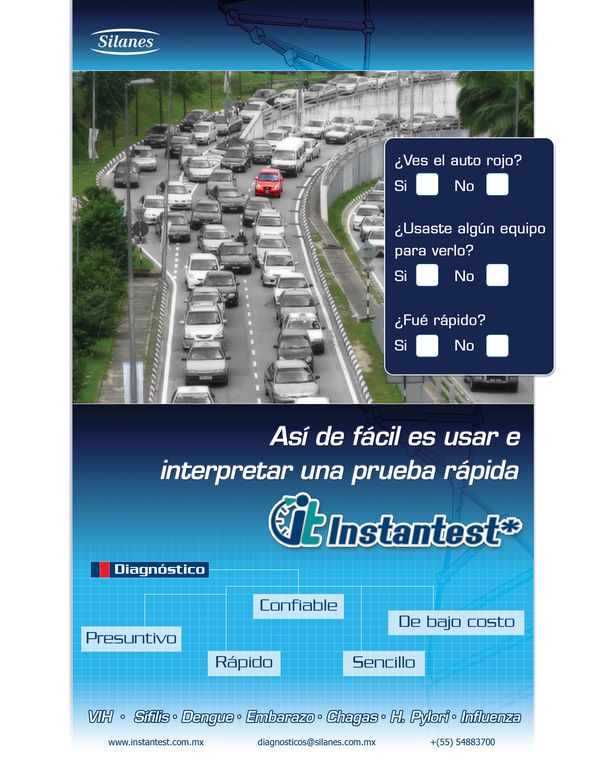 Silanes
¿Ves el auto rojo?
Si No
¿Usaste algún equipo
para verlo?
Si No
¿Fué rápido?
Si No
Así de fácil es usar e
interpretar una prueba rápida
it Instantest*
Diagnóstico
Confiable
De bajo costo
Presuntivo
Rápido
Sencillo
VIH • Sífilis • Dengue • Embarazo • Chagas • H. Pylori • Influenza
www.instantest.com.mx diagnosticos@silanes.com.mx +(55) 54883700